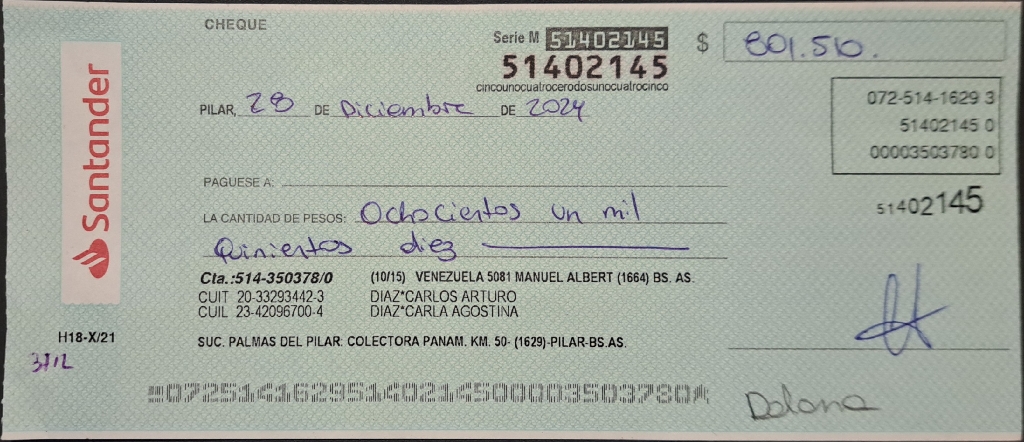 CHEQUE
Serie M 51402145
51402145
cincounocuatrocerodosunocuatrocinco
$ 801.510.
PILAR, 28 DE Diciembre DE 2024
072-514-1629 3
51402145 0
00003503780 0
51402145
Santander
PAGUESE A:
LA CANTIDAD DE PESOS: Ochocientos un mil
Quinientos diez
Cta.:514-350378/0 (10/15) VENEZUELA 5081 MANUEL ALBERT (1664) BS. AS.
CUIT 20-33293442-3 DIAZ*CARLOS ARTURO
CUIL 23-42096700-4 DIAZ*CARLA AGOSTINA
SUC. PALMAS DEL PILAR: COLECTORA PANAM. KM. 50- (1629)-PILAR-BS.AS.
H18-X/21
07251416295140214500003503780